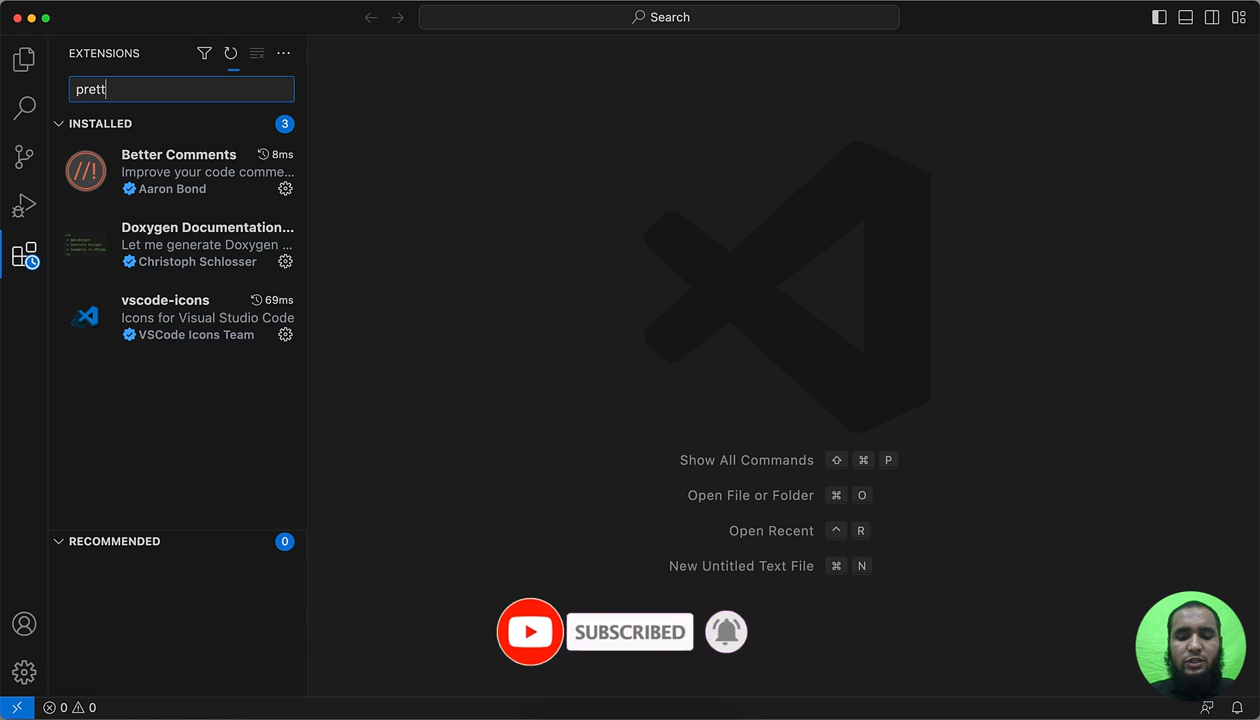 Search
EXTENSIONS
prett
INSTALLED
3
Better Comments
8ms
Improve your code comme...
Aaron Bond
Doxygen Documentation...
Let me generate Doxygen ...
Christoph Schlosser
vscode-icons
69ms
Icons for Visual Studio Code
VSCode Icons Team
RECOMMENDED
0
Show All Commands ⇧ ⌘ P
Open File or Folder ⌘ O
Open Recent ^ R
New Untitled Text File ⌘ N
SUBSCRIBED
0 0